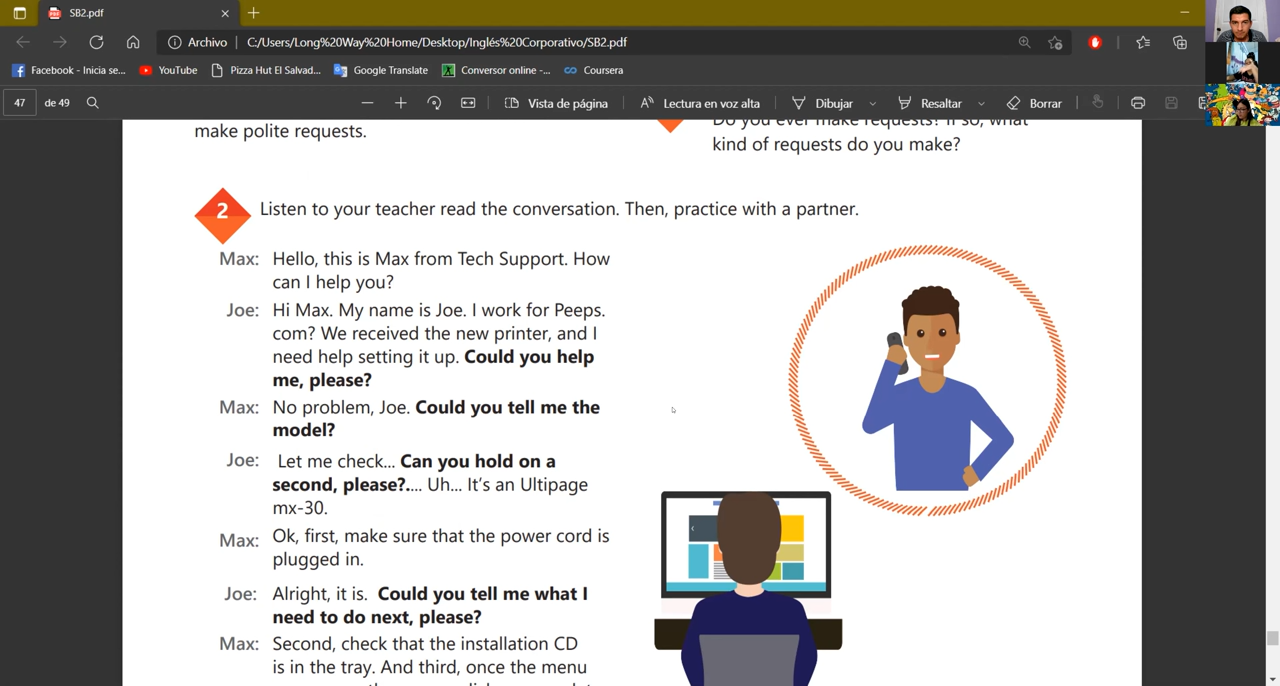 SB2.pdf
Archivo
C:/Users/Long%20Way%20Home/Desktop/Inglés%20Corporativo/SB2.pdf
Facebook - Inicia se...
YouTube
Pizza Hut El Salvad...
Google Translate
Conversor online -...
Coursera
47
de 49
Vista de página
Lectura en voz alta
Dibujar
Resaltar
Borrar
make polite requests.
Do you ever make requests? If so, what
kind of requests do you make?
2
Listen to your teacher read the conversation. Then, practice with a partner.
Max: Hello, this is Max from Tech Support. How
can I help you?
Joe: Hi Max. My name is Joe. I work for Peeps.
com? We received the new printer, and I
need help setting it up. Could you help
me, please?
Max: No problem, Joe. Could you tell me the
model?
Joe: Let me check... Can you hold on a
second, please?.... Uh... It's an Ultipage
mx-30.
Max: Ok, first, make sure that the power cord is
plugged in.
Joe: Alright, it is. Could you tell me what I
need to do next, please?
Max: Second, check that the installation CD
is in the tray. And third, once the menu